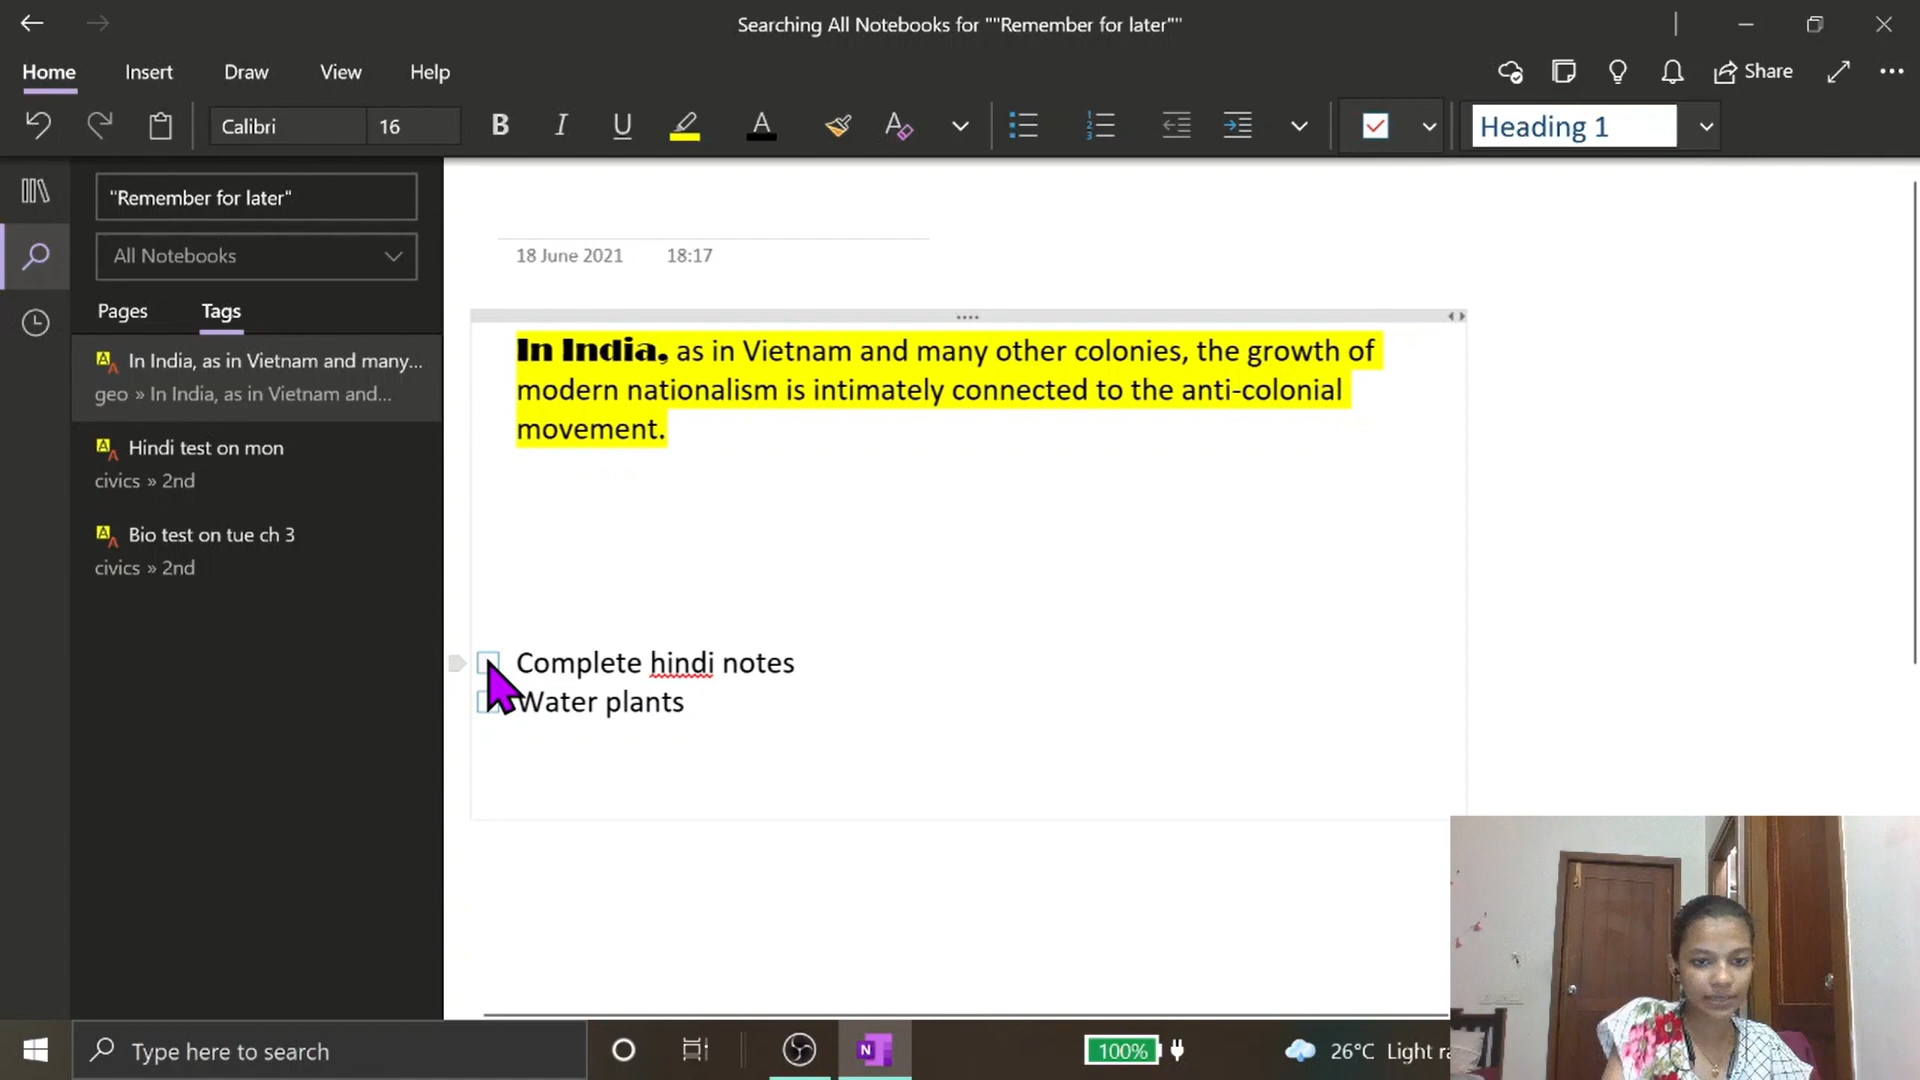 Searching All Notebooks for ""Remember for later""
Home Insert Draw View Help
Share
Calibri 16 B I U A Heading 1
"Remember for later"
All Notebooks
Pages Tags
In India, as in Vietnam and many...
geo » In India, as in Vietnam and...
Hindi test on mon
civics » 2nd
Bio test on tue ch 3
civics » 2nd
18 June 2021 18:17
In India, as in Vietnam and many other colonies, the growth of
modern nationalism is intimately connected to the anti-colonial
movement.
Complete hindi notes
Water plants
Type here to search
N
100%
26°C Light